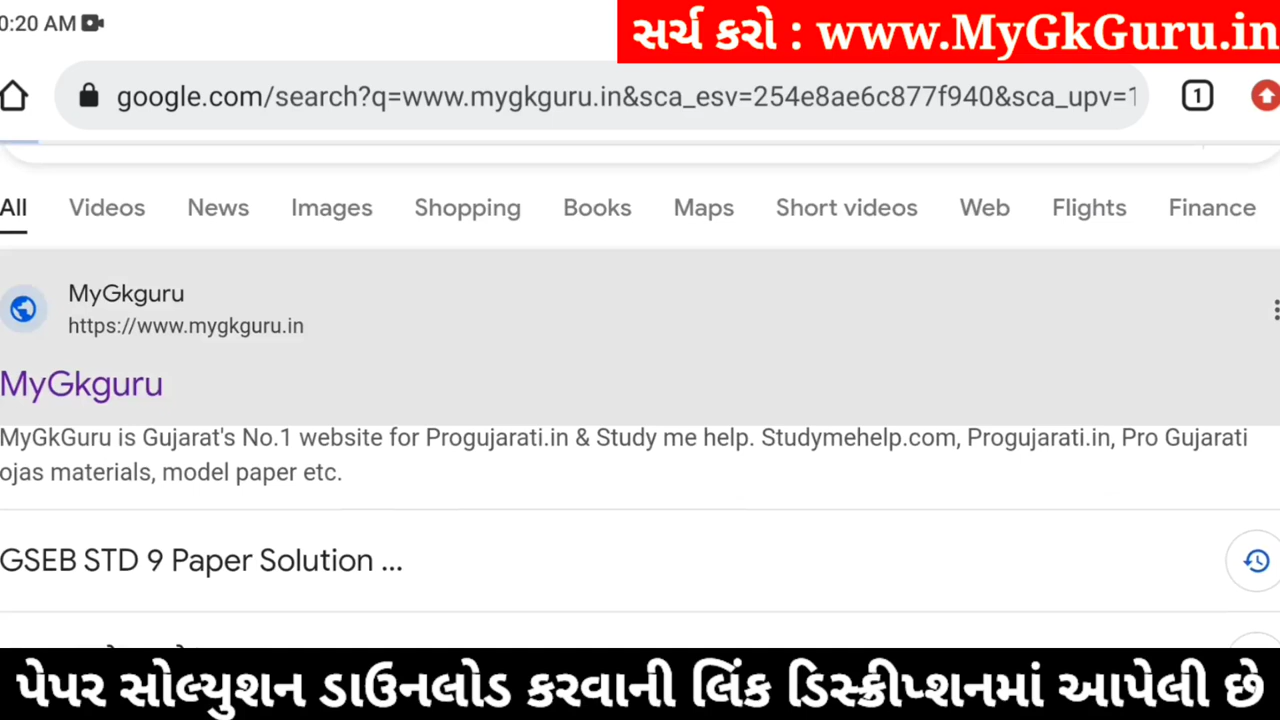 0:20 AM
સર્ચ કરો : www.MyGkGuru.in
google.com/search?q=www.mygkguru.in&sca_esv=254e8ae6c877f940&sca_upv=1
1
All Videos News Images Shopping Books Maps Short videos Web Flights Finance
MyGkguru
https://www.mygkguru.in
MyGkguru
MyGkGuru is Gujarat's No.1 website for Progujarati.in & Study me help. Studymehelp.com, Progujarati.in, Pro Gujarati
ojas materials, model paper etc.
GSEB STD 9 Paper Solution ...
પેપર સોલ્યુશન ડાઉનલોડ કરવાની લિંક ડિસ્ક્રીપ્શનમાં આપેલી છે